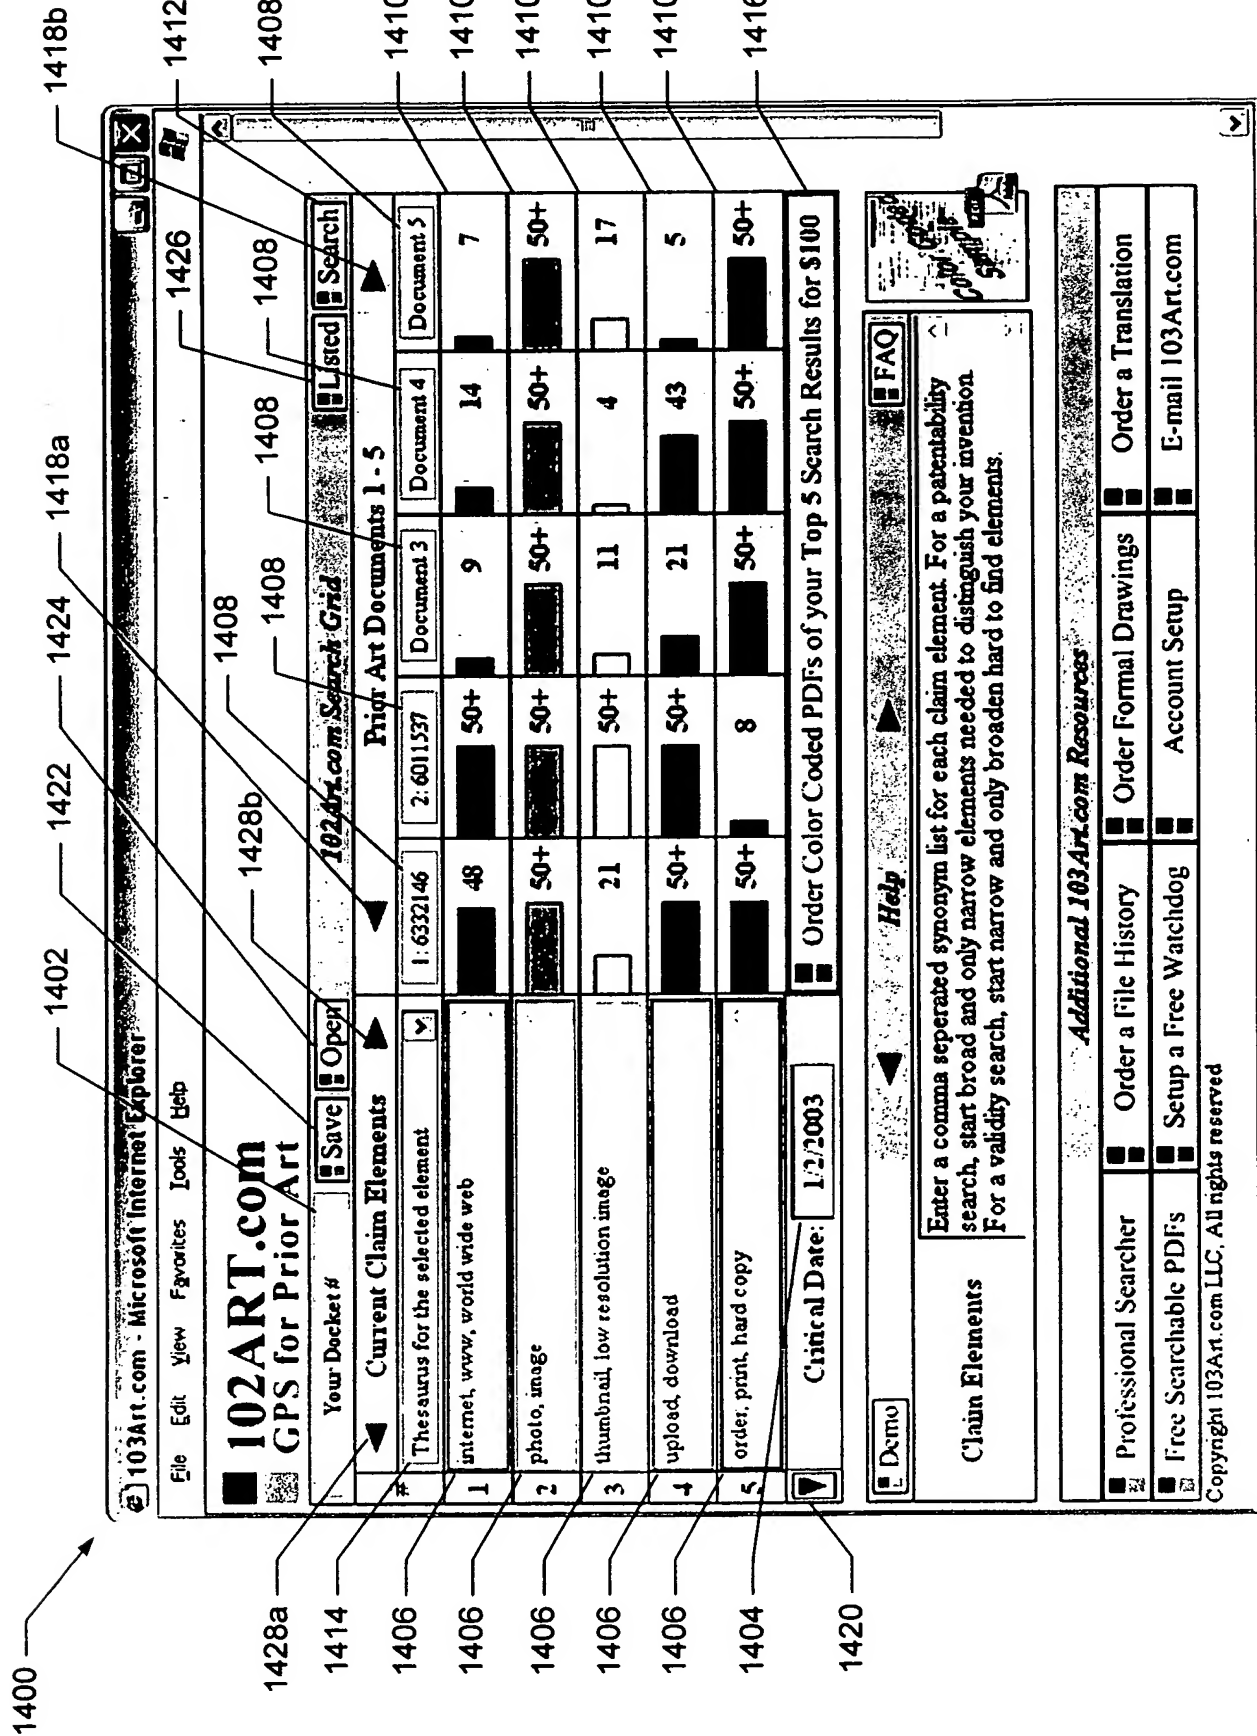 1400
1402
1422
1424
1418a
1426
1418b
1412
1428b
1408
1408
1408
1408
1408
103Art.com - Microsoft Internet Explorer
File Edit View Favorites Tools Help
102ART.com
GPS for Prior Art
Your Docket #
Save
Open
102Art.com Search Grid
Listed
Search
Current Claim Elements
Prior Art Documents 1 - 5
# Thesaurus for the selected element 1:6332146 2:6011537 Document 3 Document 4 Document 5
1 internet, www, world wide web 48 50+ 9 14 7
2 photo, image 50+ 50+ 50+ 50+ 50+
3 thumbnail, low resolution image 21 50+ 11 4 17
4 upload, download 50+ 50+ 21 43 5
5 order, print, hard copy 50+ 8 50+ 50+ 50+
Critical Date: 1/2/2003
Order Color Coded PDFs of your Top 5 Search Results for $100
1428a
1414
1406
1406
1406
1406
1406
1404
1420
1410
1410
1410
1410
1410
1416
Demo
Help
FAQ
Claim Elements
Enter a comma seperated synonym list for each claim element. For a patentability
search, start broad and only narrow elements needed to distinguish your invention.
For a validity search, start narrow and only broaden hard to find elements.
Additional 103Art.com Resources
Professional Searcher Order a File History Order Formal Drawings Order a Translation
Free Searchable PDFs Setup a Free Watchdog Account Setup E-mail 103Art.com
Copyright 103Art.com LLC, All rights reserved